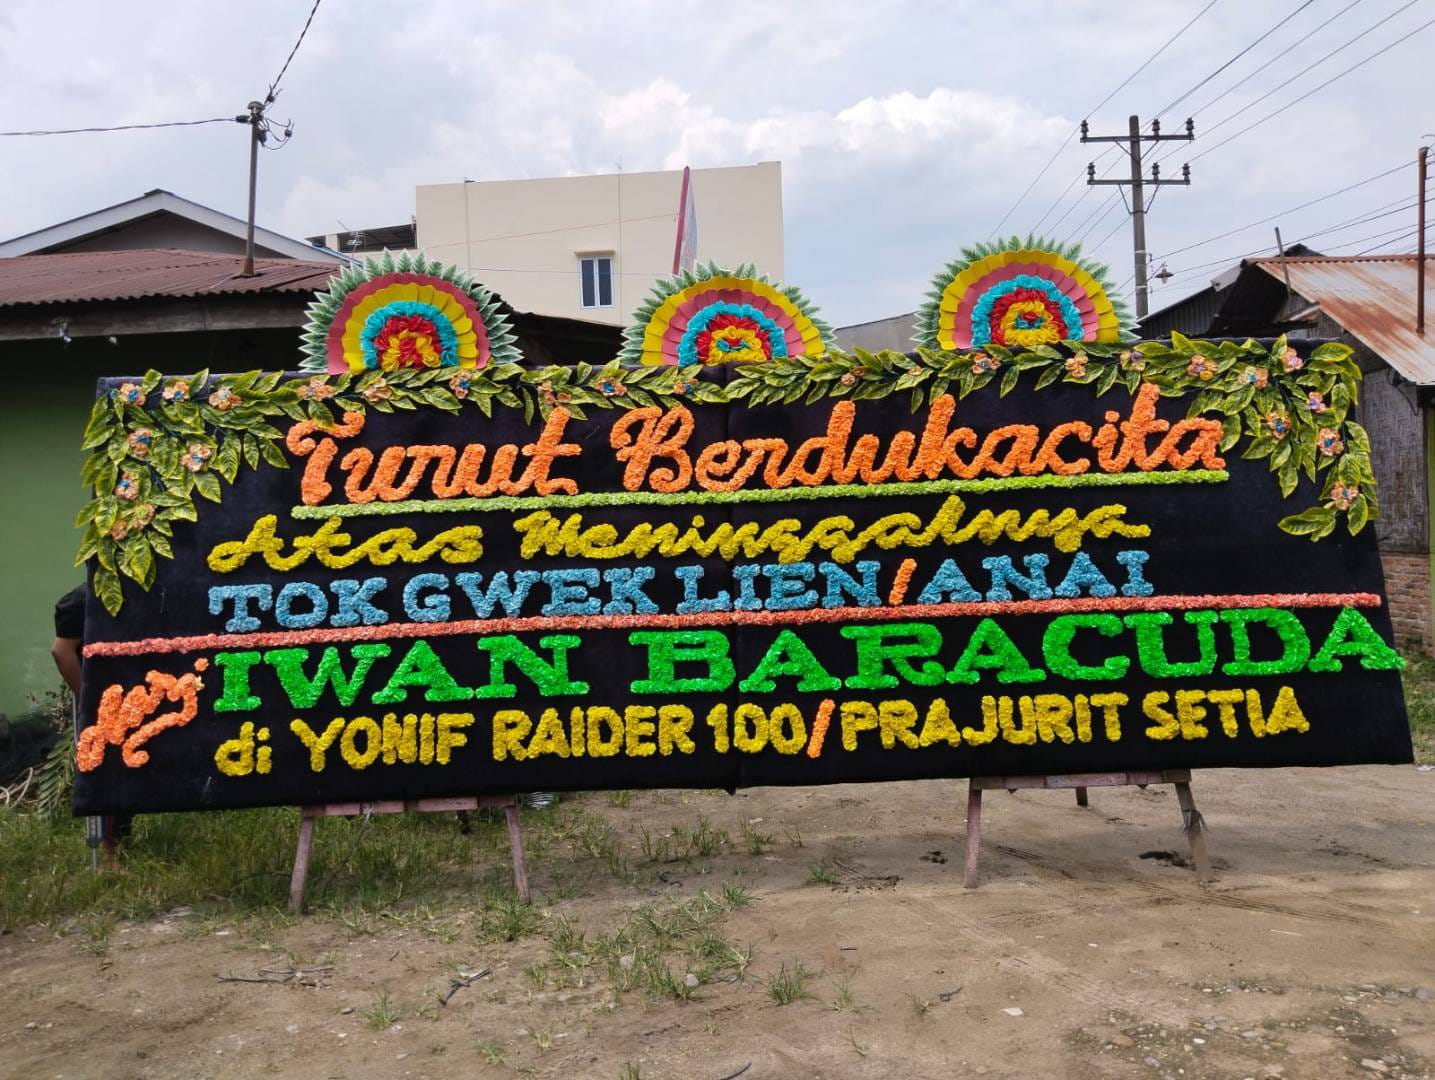 Turut Berdukacita
Atas Meninggalnya
TOK GWEK LIEN/ANAI
IWAN BARACUDA
di YONIF RAIDER 100/PRAJURIT SETIA